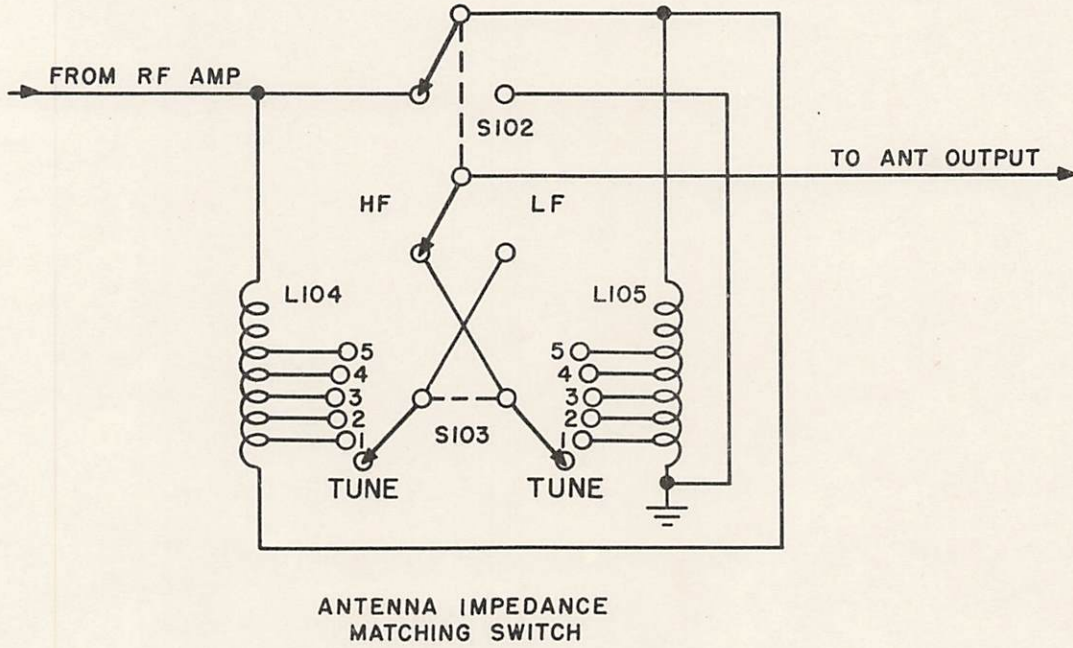 FROM RF AMP
S102
TO ANT OUTPUT
HF
LF
L104
L105
5
4
3
2
1
5
4
3
2
1
S103
TUNE
TUNE
ANTENNA IMPEDANCE
MATCHING SWITCH